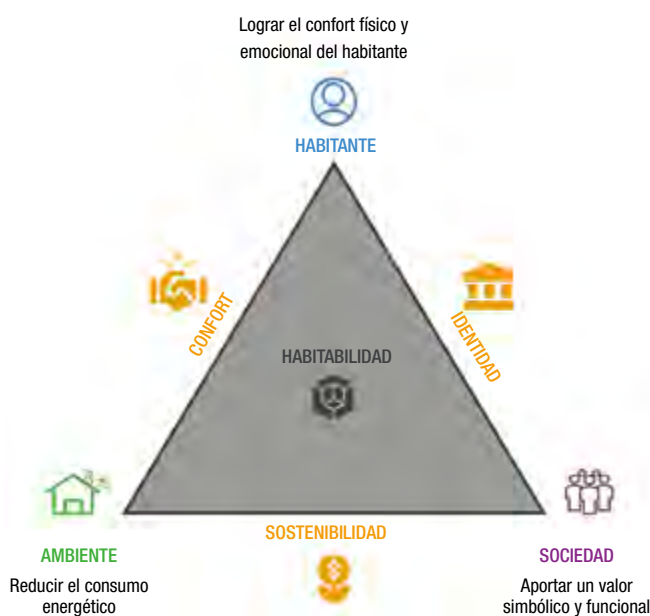 Lograr el confort físico y
emocional del habitante
HABITANTE
CONFORT
IDENTIDAD
HABITABILIDAD
SOSTENIBILIDAD
AMBIENTE
Reducir el consumo
energético
SOCIEDAD
Aportar un valor
simbólico y funcional